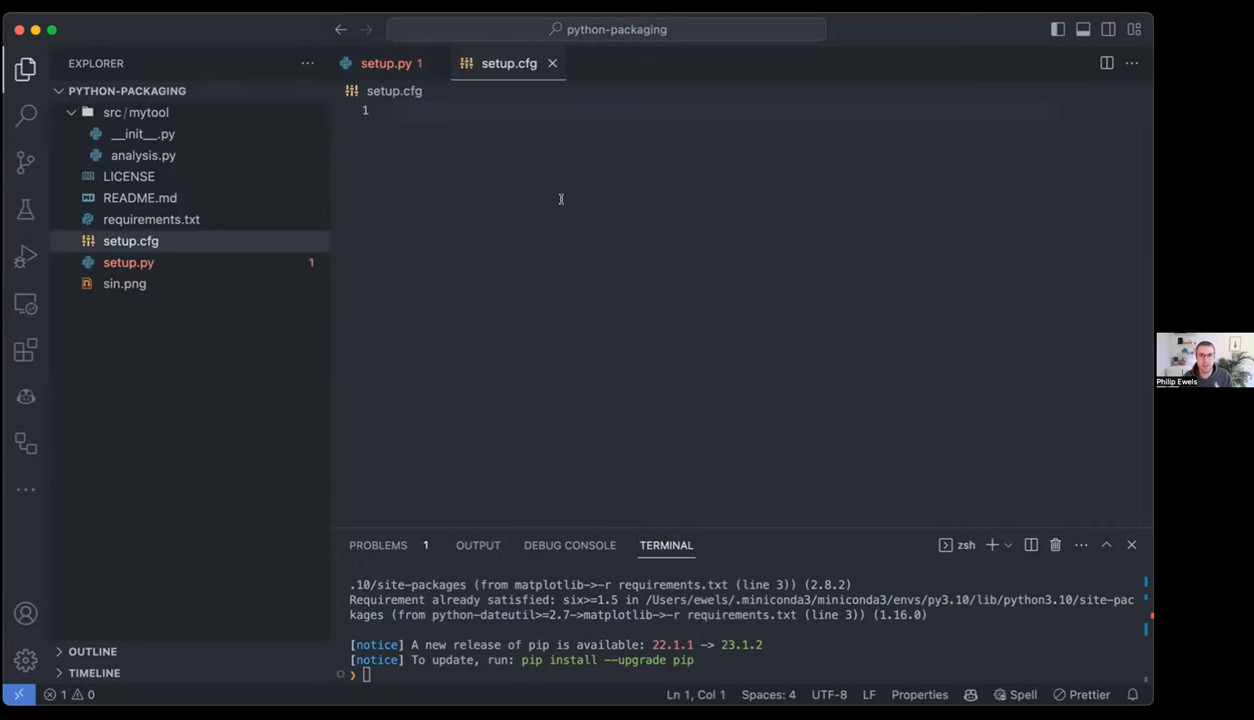 python-packaging
EXPLORER
PYTHON-PACKAGING
src/mytool
__init__.py
analysis.py
LICENSE
README.md
requirements.txt
setup.cfg
setup.py 1
sin.png
OUTLINE
TIMELINE
setup.py 1
setup.cfg
setup.cfg
1
PROBLEMS 1 OUTPUT DEBUG CONSOLE TERMINAL
zsh
.10/site-packages (from matplotlib->-r requirements.txt (line 3)) (2.8.2)
Requirement already satisfied: six>=1.5 in /Users/ewels/.miniconda3/miniconda3/envs/py3.10/lib/python3.10/site-pac
kages (from python-dateutil>=2.7->matplotlib->-r requirements.txt (line 3)) (1.16.0)
[notice] A new release of pip is available: 22.1.1 -> 23.1.2
[notice] To update, run: pip install --upgrade pip
❯
1 0
Ln 1, Col 1 Spaces: 4 UTF-8 LF Properties Spell Prettier
Philip Ewels